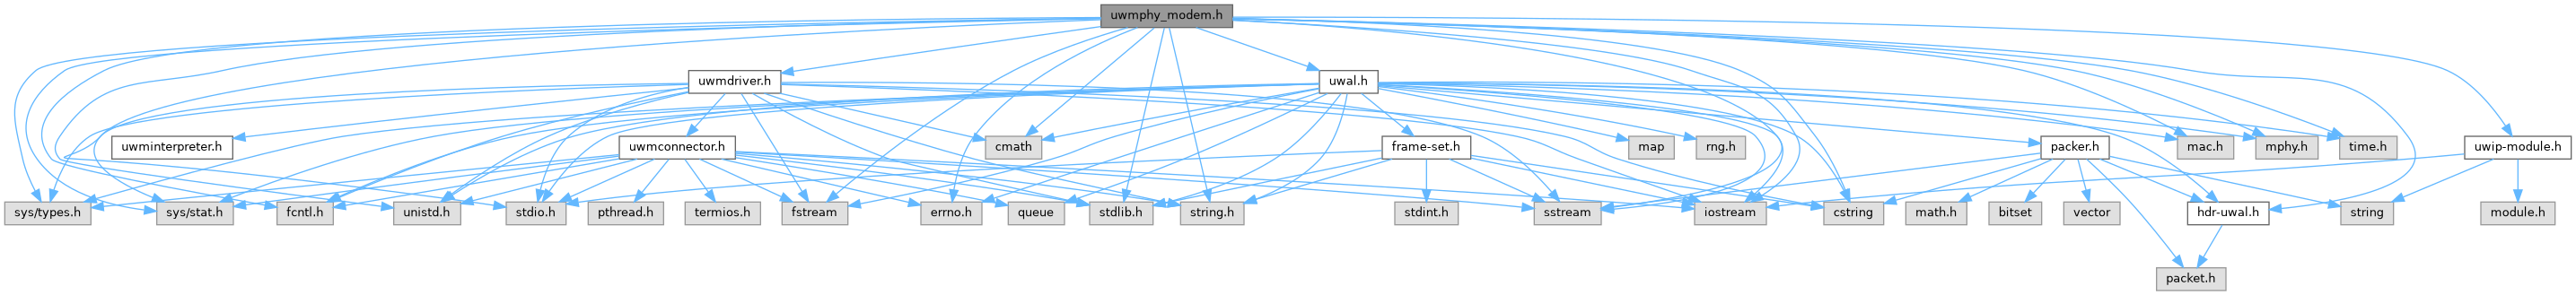 uwmphy_modem.h
uwmdriver.h
uwal.h
uwminterpreter.h
uwmconnector.h
cmath
frame-set.h
map
rng.h
packer.h
mac.h
mphy.h
time.h
uwip-module.h
sys/types.h
sys/stat.h
fcntl.h
unistd.h
stdio.h
pthread.h
termios.h
fstream
errno.h
queue
stdlib.h
string.h
stdint.h
sstream
iostream
cstring
math.h
bitset
vector
hdr-uwal.h
string
module.h
packet.h